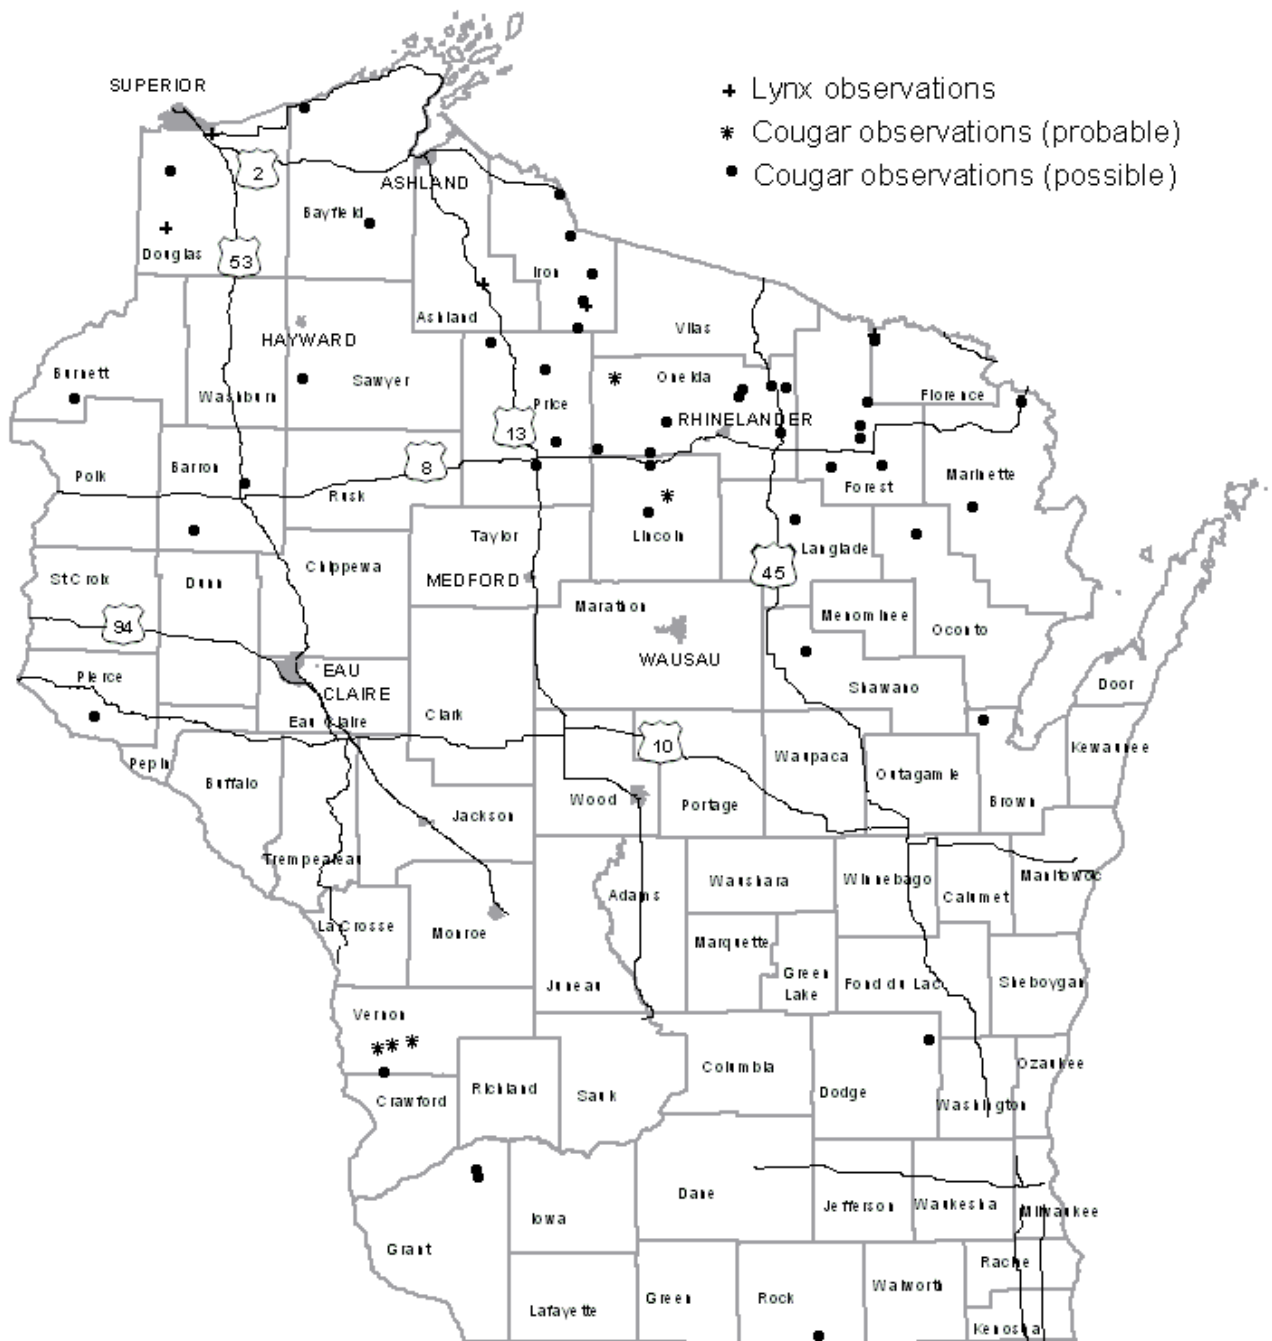 SUPERIOR
+ Lynx observations
* Cougar observations (probable)
● Cougar observations (possible)
2
ASHLAND
Bayfield
Douglas
53
Iron
Ashland
Vilas
HAYWARD
Burnett
Washburn
Sawyer
Oneida
Florence
Price
RHINELANDER
13
8
Polk
Barron
Rusk
Forest
Marinette
Taylor
Lincoln
Langlade
St Croix
Dunn
Chippewa
MEDFORD
45
Marathon
Menominee
94
Oconto
WAUSAU
Pierce
EAU
CLAIRE
Shawano
Door
Eau Claire
Clark
10
Kewaunee
Pepin
Buffalo
Waupaca
Outagamie
Wood
Portage
Brown
Jackson
Trempealeau
Adams
Waushara
Winnebago
Calumet
Manitowoc
La Crosse
Monroe
Marquette
Juneau
Green
Lake
Fond du Lac
Sheboygan
Vernon
Columbia
Ozaukee
Crawford
Richland
Sauk
Dodge
Washington
Dane
Jefferson
Waukesha
Milwaukee
Iowa
Grant
Racine
Lafayette
Green
Rock
Walworth
Kenosha